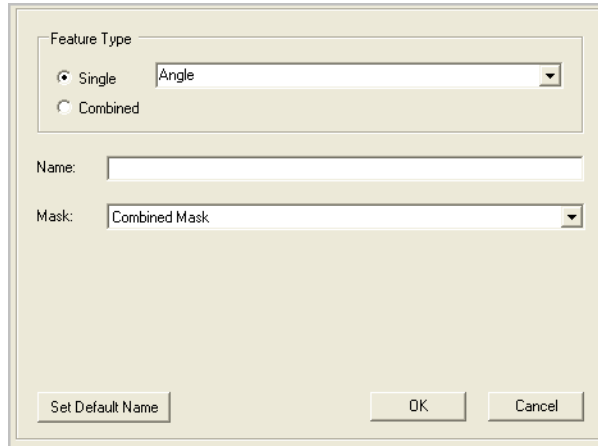 Feature Type
Single Angle
Combined
Name:
Mask: Combined Mask
Set Default Name OK Cancel